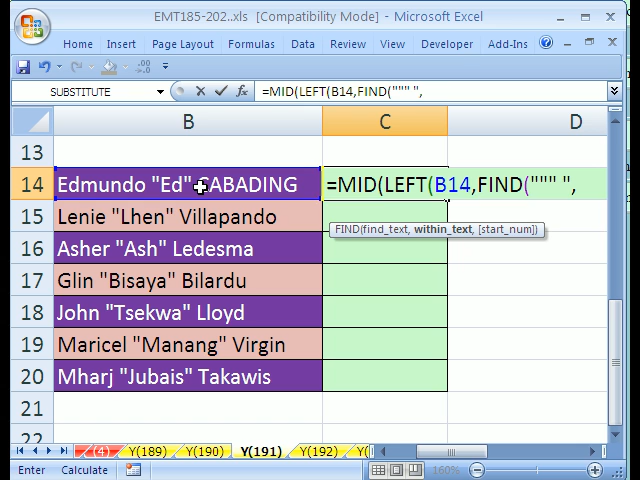 EMT185-202..xls [Compatibility Mode] - Microsoft Excel
Home Insert Page Layout Formulas Data Review View Developer Add-Ins
SUBSTITUTE =MID(LEFT(B14,FIND(""" ",
B C D
13
14 Edmundo "Ed" CABADING =MID(LEFT(B14,FIND(""" ",
15 Lenie "Lhen" Villapando
FIND(find_text, within_text, [start_num])
16 Asher "Ash" Ledesma
17 Glin "Bisaya" Bilardu
18 John "Tsekwa" Lloyd
19 Maricel "Manang" Virgin
20 Mharj "Jubais" Takawis
21
22
(4) Y(189) Y(190) Y(191) Y(192) Y(
Enter Calculate 160%